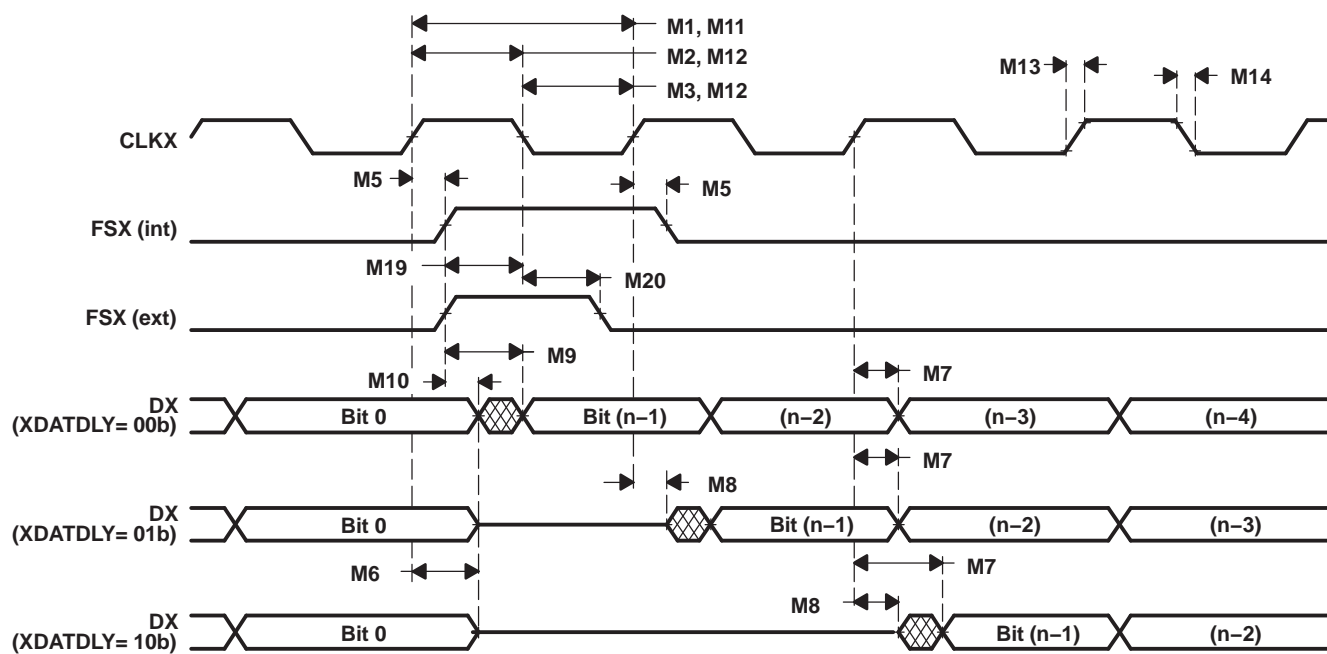 M1, M11
M2, M12
M3, M12
M13
M14
CLKX
M5
M5
FSX (int)
M19
M20
FSX (ext)
M9
M10
M7
DX
(XDATDLY= 00b)
Bit 0
Bit (n–1)
(n–2)
(n–3)
(n–4)
M7
M8
DX
(XDATDLY= 01b)
Bit 0
Bit (n–1)
(n–2)
(n–3)
M6
M7
M8
DX
(XDATDLY= 10b)
Bit 0
Bit (n–1)
(n–2)